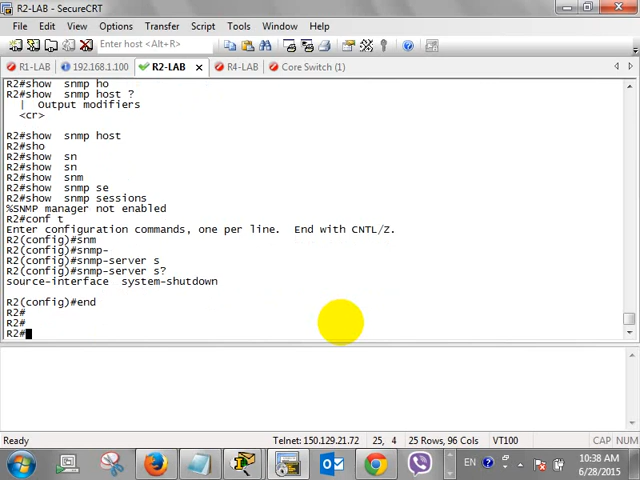 R2-LAB - SecureCRT
File Edit View Options Transfer Script Tools Help
Enter host <Alt+R>
R1-LAB 192.168.1.100 R2-LAB R4-LAB Core Switch (1)
R2#show  snmp ho
R2#show  snmp host ?
|  Output modifiers
<cr>
R2#show  snmp host
R2#sho
R2#show  sn
R2#show  sn
R2#show  snm
R2#show  snmp se
R2#show  snmp sessions
%SNMP manager not enabled
R2#conf t
Enter configuration commands, one per line.  End with CNTL/Z.
R2(config)#snm
R2(config)#snmp-
R2(config)#snmp-server s
R2(config)#snmp-server s?
source-interface  system-shutdown
R2(config)#end
R2#
R2#
R2#
Ready Telnet: 150.129.21.72 25, 4 25 Rows, 96 Cols VT100 CAP NUM
EN 10:38 AM
6/28/2015